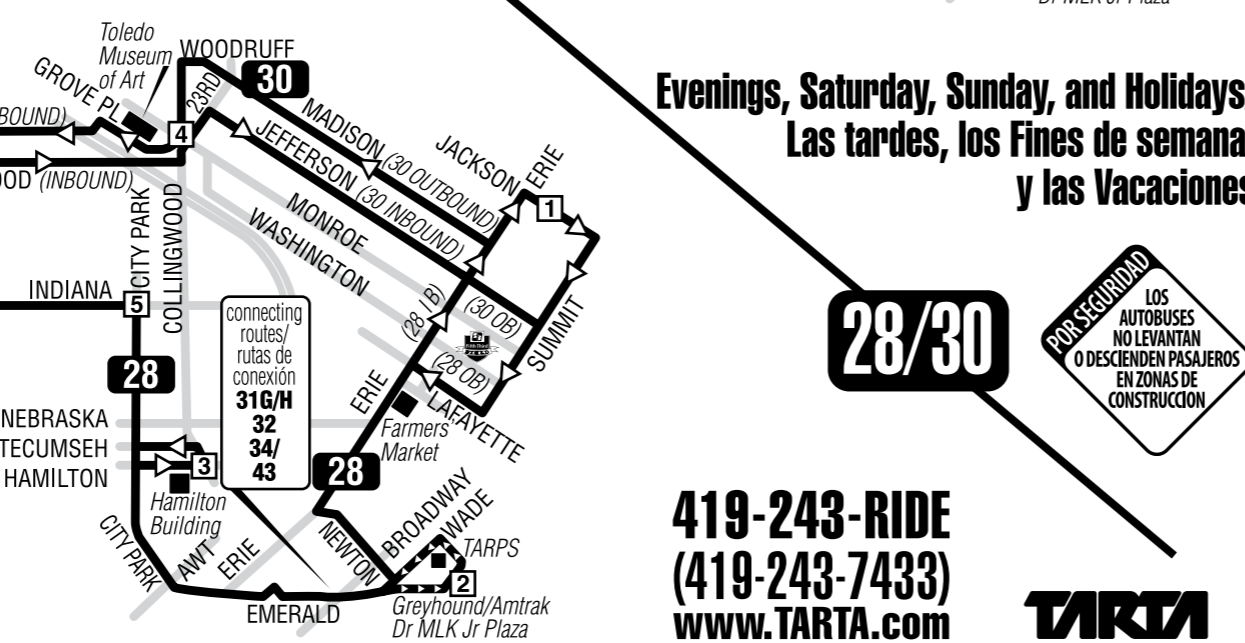 Dr MLK Jr Plaza
Toledo
Museum
of Art
WOODRUFF
GROVE PL
23RD
30
BOUND)
4
MADISON (30 OUTBOUND)
JEFFERSON (30 INBOUND)
JACKSON
ERIE
1
OOD (INBOUND)
CITY PARK
COLLINGWOOD
MONROE
WASHINGTON
INDIANA
5
connecting
routes/
rutas de
conexión
31G/H
32
34/
43
(28 IB)
(30 OB)
Fifth Third
(28 OB)
SUMMIT
28
ERIE
LAFAYETTE
Farmers
Market
NEBRASKA
TECUMSEH
HAMILTON
3
28
Hamilton
Building
CITY PARK
AWT
ERIE
NEWTON
BROADWAY
WADE
TARPS
2
EMERALD
Greyhound/Amtrak
Dr MLK Jr Plaza
Evenings, Saturday, Sunday, and Holidays
Las tardes, los Fines de semana
y las Vacaciones
28/30
POR SEGURIDAD
LOS
AUTOBUSES
NO LEVANTAN
O DESCIENDEN PASAJEROS
EN ZONAS DE
CONSTRUCCION
419-243-RIDE
(419-243-7433)
www.TARTA.com
TARTA